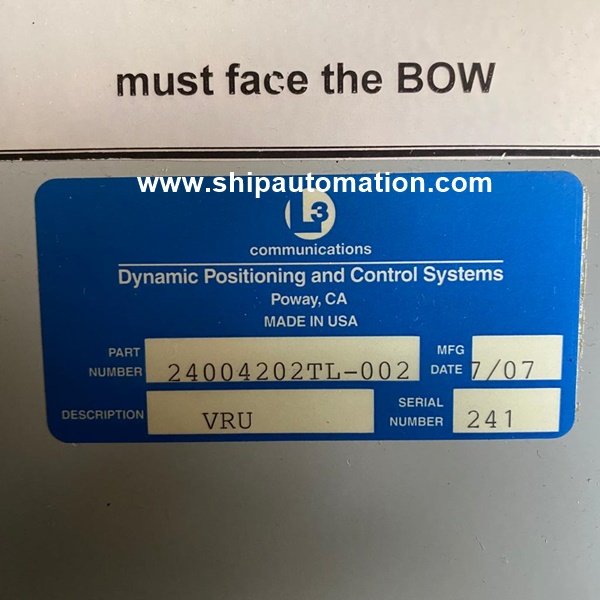 must face the BOW
www.shipautomation.com
L3
communications
Dynamic Positioning and Control Systems
Poway, CA
MADE IN USA
PART NUMBER 24004202TL-002 MFG DATE 7/07
DESCRIPTION VRU SERIAL NUMBER 241